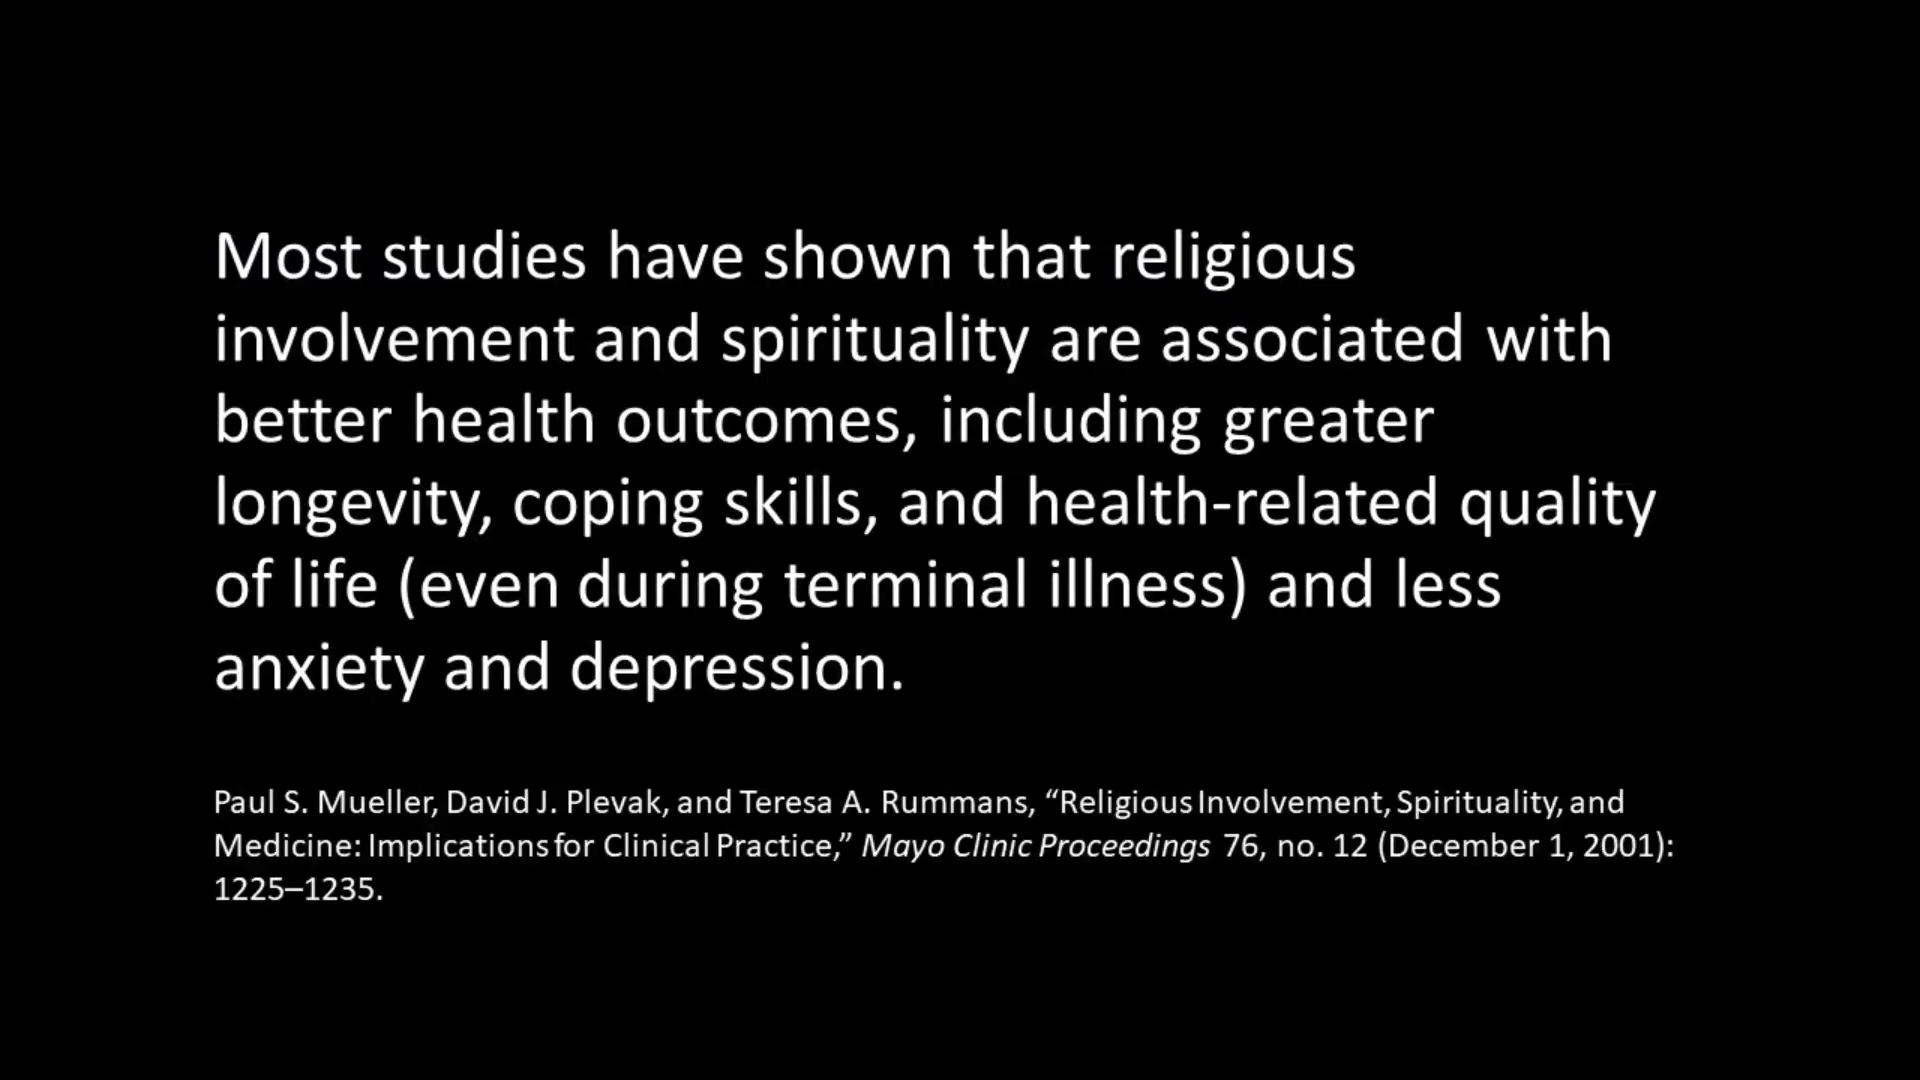 Most studies have shown that religious
involvement and spirituality are associated with
better health outcomes, including greater
longevity, coping skills, and health-related quality
of life (even during terminal illness) and less
anxiety and depression.
Paul S. Mueller, David J. Plevak, and Teresa A. Rummans, “Religious Involvement, Spirituality, and
Medicine: Implications for Clinical Practice,” Mayo Clinic Proceedings 76, no. 12 (December 1, 2001):
1225–1235.